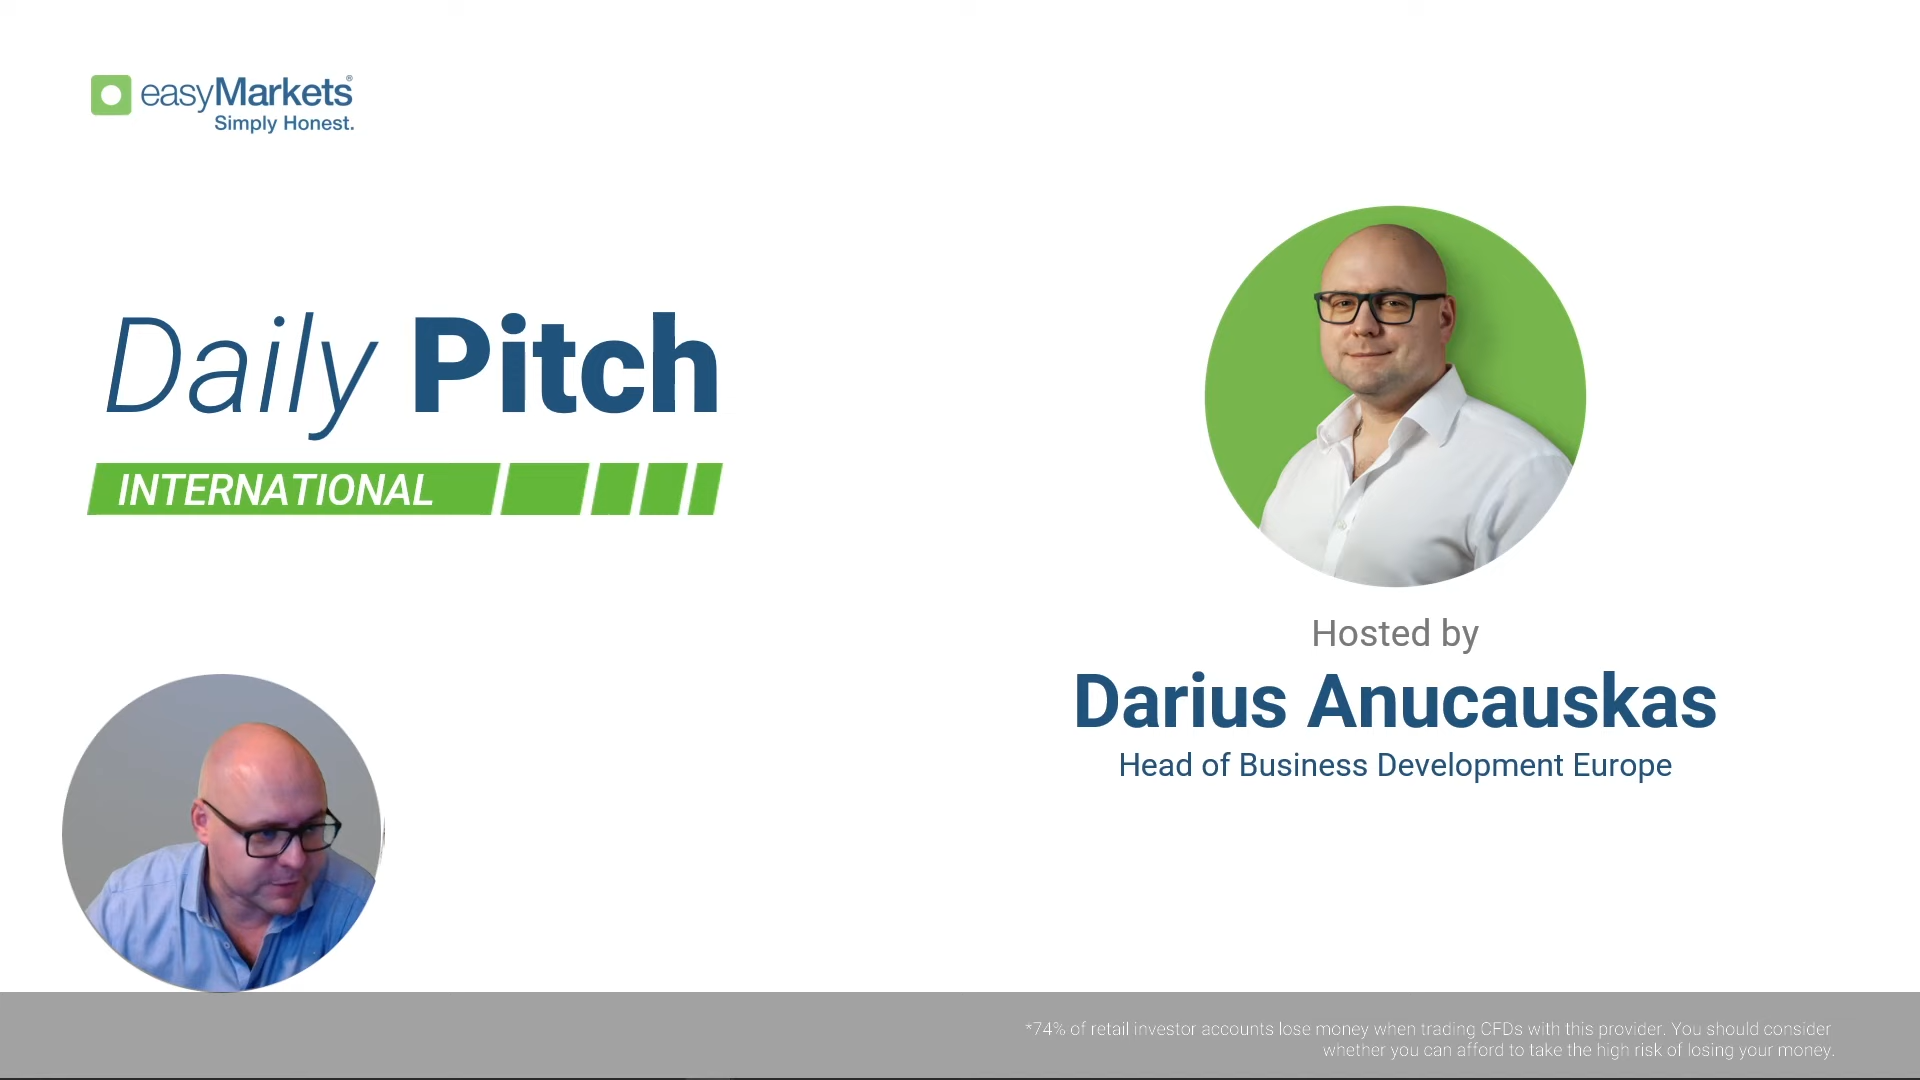 easyMarkets®
Simply Honest.
Daily Pitch
INTERNATIONAL
Hosted by
Darius Anucauskas
Head of Business Development Europe
*74% of retail investor accounts lose money when trading CFDs with this provider. You should consider
whether you can afford to take the high risk of losing your money.